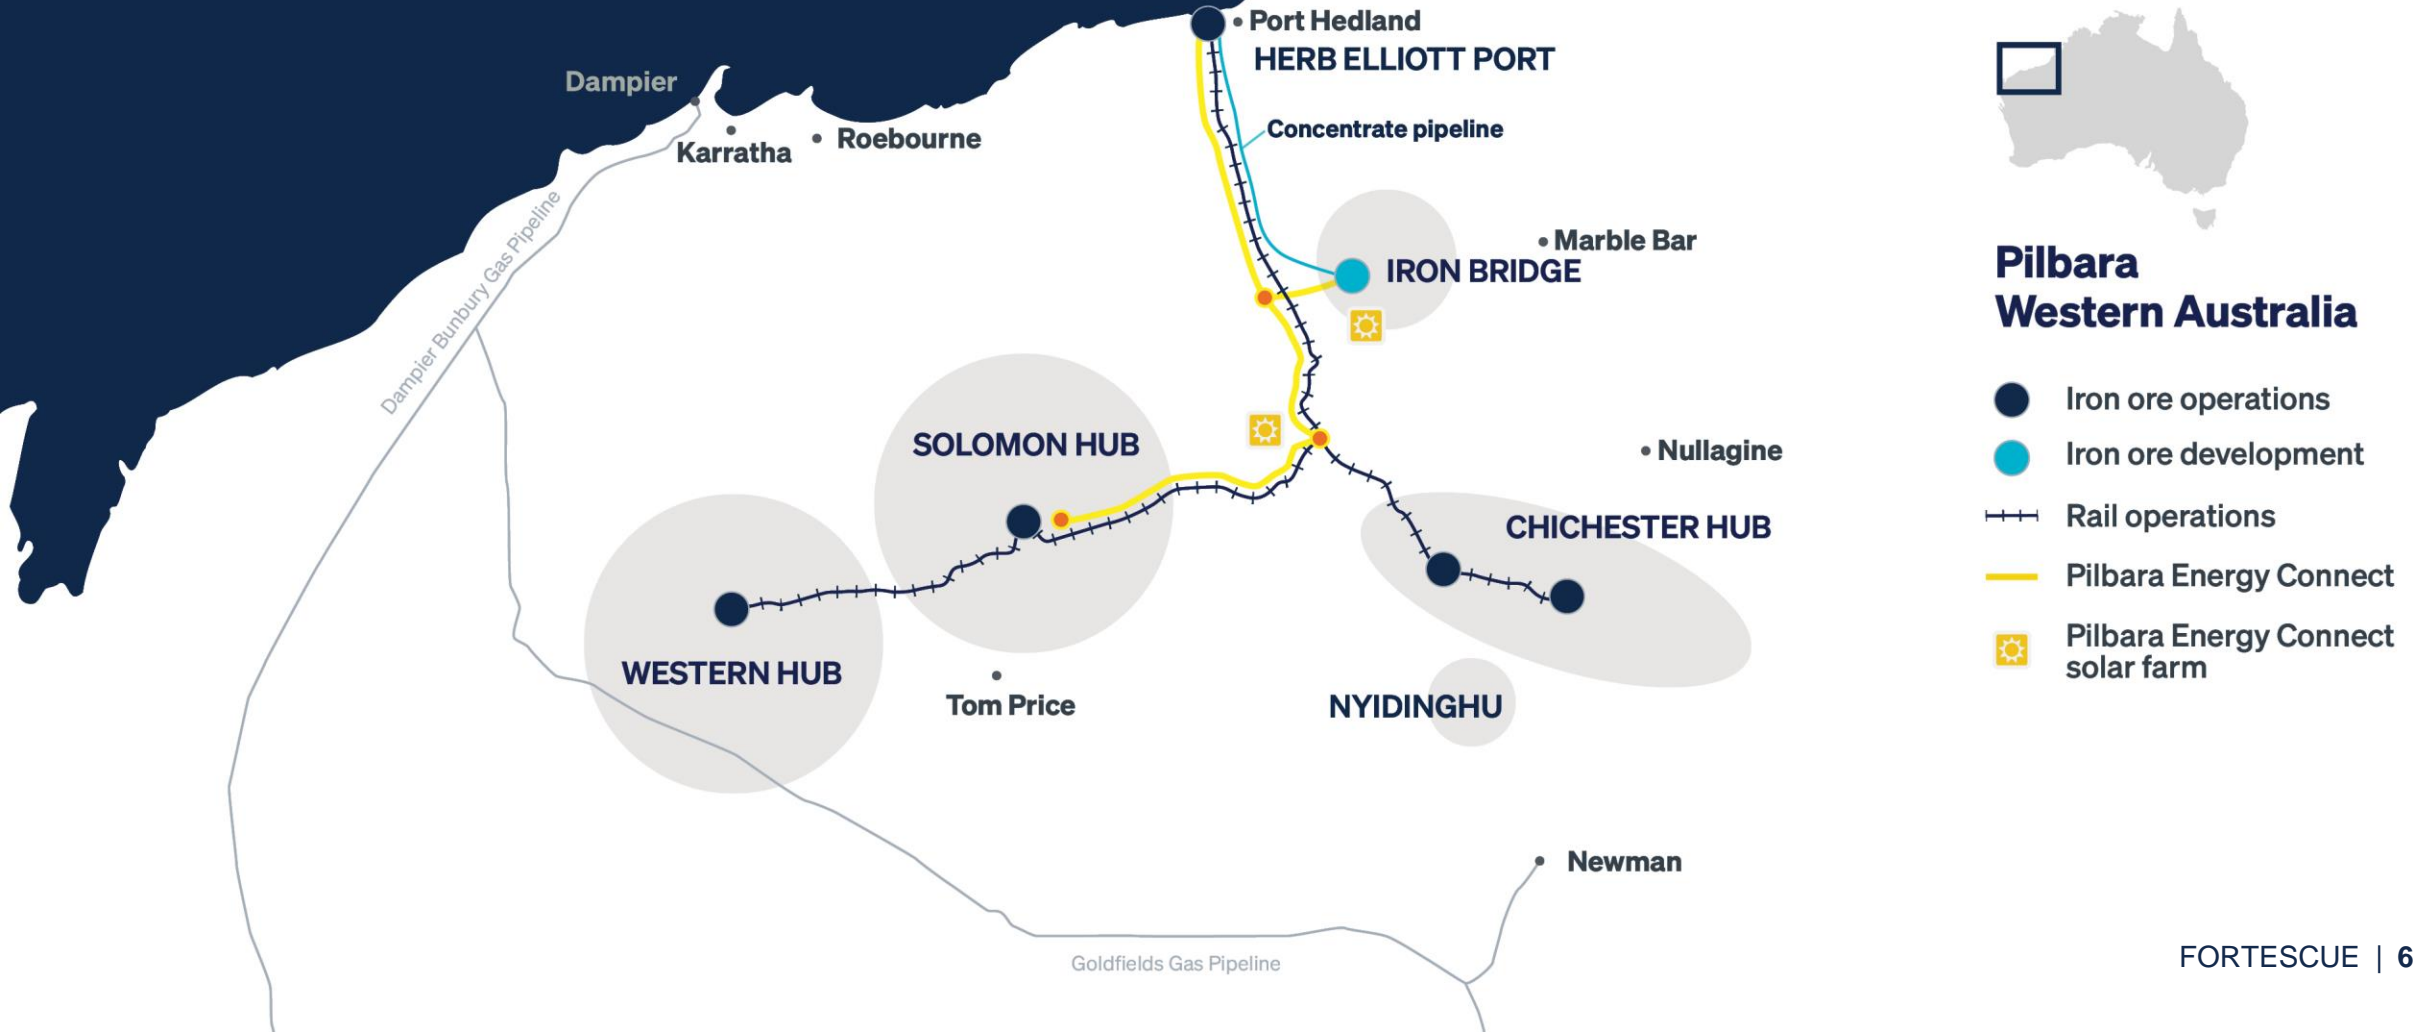 Port Hedland
HERB ELLIOTT PORT
Dampier
Concentrate pipeline
Karratha
Roebourne
Dampier Bunbury Gas Pipeline
Marble Bar
IRON BRIDGE
SOLOMON HUB
Nullagine
CHICHESTER HUB
WESTERN HUB
Tom Price
NYIDINGHU
Newman
Goldfields Gas Pipeline
Pilbara
Western Australia
Iron ore operations
Iron ore development
Rail operations
Pilbara Energy Connect
Pilbara Energy Connect
solar farm
FORTESCUE | 6